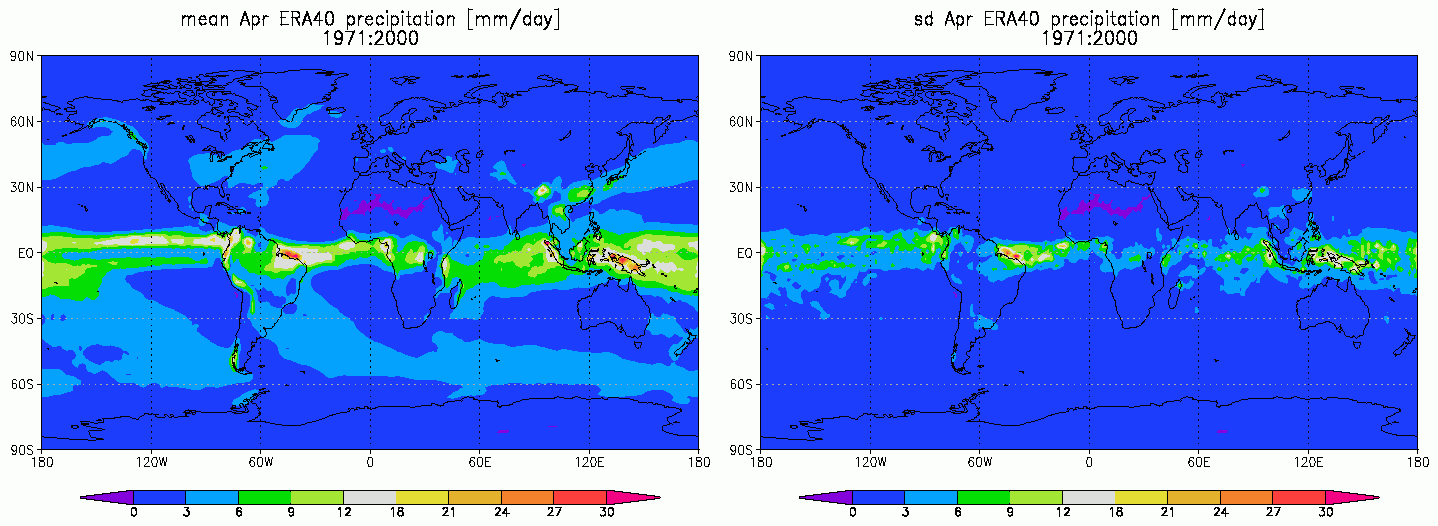 mean Apr ERA40 precipitation [mm/day]
1971:2000
90N
60N
30N
EQ
30S
60S
90S
180 120W 60W 0 60E 120E 180
0 3 6 9 12 18 21 24 27 30
sd Apr ERA40 precipitation [mm/day]
1971:2000
90N
60N
30N
EQ
30S
60S
90S
180 120W 60W 0 60E 120E 180
0 3 6 9 12 18 21 24 27 30